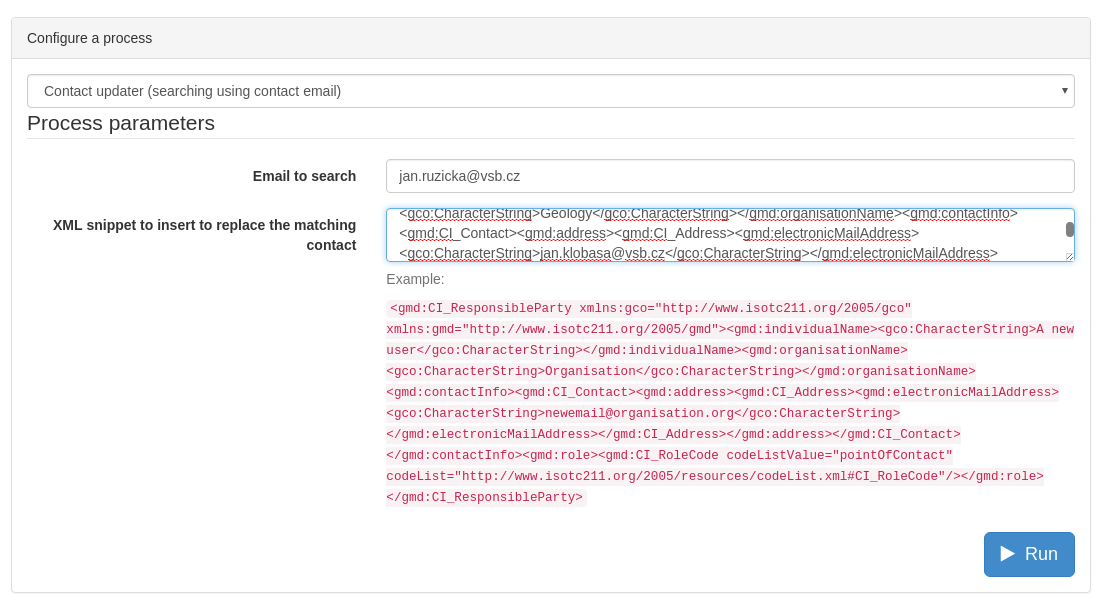 Configure a process
Contact updater (searching using contact email)
Process parameters
Email to search
jan.ruzicka@vsb.cz
XML snippet to insert to replace the matching
contact
<gco:CharacterString>Geology</gco:CharacterString></gmd:organisationName><gmd:contactInfo>
<gmd:CI_Contact><gmd:address><gmd:CI_Address><gmd:electronicMailAddress>
<gco:CharacterString>jan.klobasa@vsb.cz</gco:CharacterString></gmd:electronicMailAddress>
Example:
<gmd:CI_ResponsibleParty xmlns:gco="http://www.isotc211.org/2005/gco"
xmlns:gmd="http://www.isotc211.org/2005/gmd"><gmd:individualName><gco:CharacterString>A new
user</gco:CharacterString></gmd:individualName><gmd:organisationName>
<gco:CharacterString>Organisation</gco:CharacterString></gmd:organisationName>
<gmd:contactInfo><gmd:CI_Contact><gmd:address><gmd:CI_Address><gmd:electronicMailAddress>
<gco:CharacterString>newemail@organisation.org</gco:CharacterString>
</gmd:electronicMailAddress></gmd:CI_Address></gmd:address></gmd:CI_Contact>
</gmd:contactInfo><gmd:role><gmd:CI_RoleCode codeListValue="pointOfContact"
codeList="http://www.isotc211.org/2005/resources/codeList.xml#CI_RoleCode"/></gmd:role>
</gmd:CI_ResponsibleParty>
Run